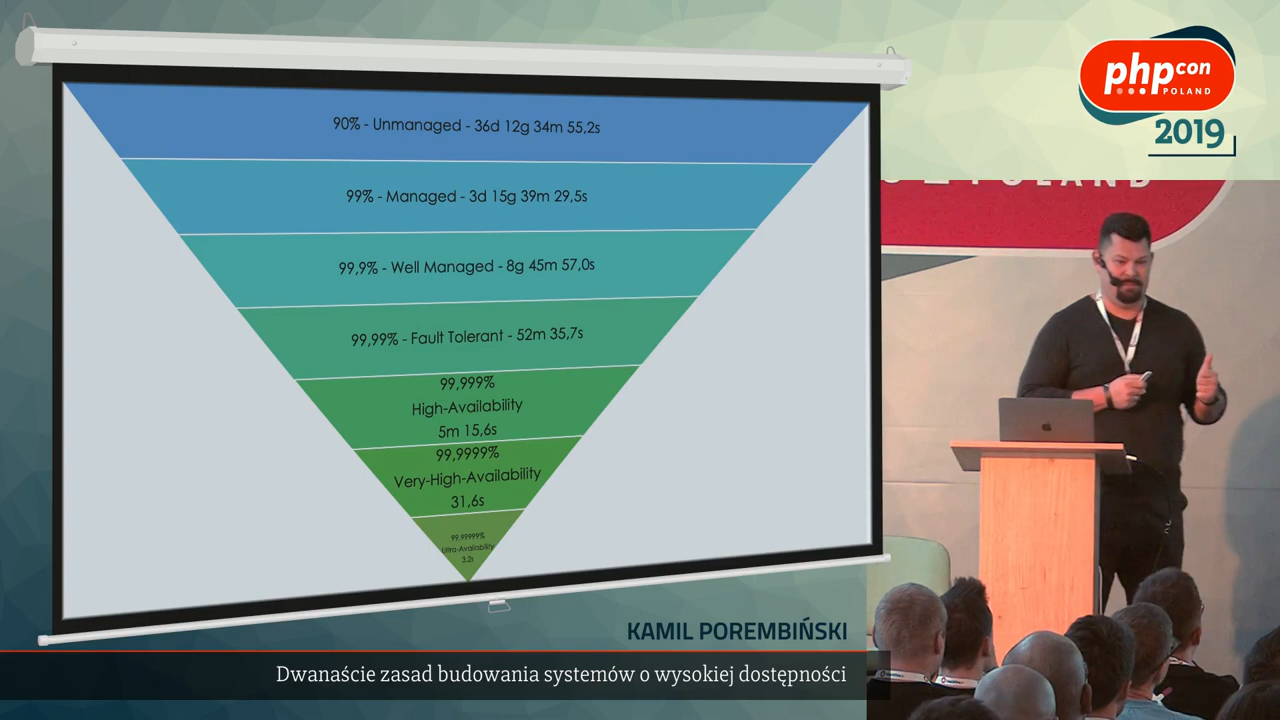 90% - Unmanaged - 36d 12g 34m 55,2s
99% - Managed - 3d 15g 39m 29,5s
99,9% - Well Managed - 8g 45m 57,0s
99,99% - Fault Tolerant - 52m 35,7s
99,999%
High-Availability
5m 15,6s
99,9999%
Very-High-Availability
31,6s
99,99999%
Ultra-Availability
3,2s
phpcon
POLAND
2019
POLAND
KAMIL POREMBIŃSKI
Dwanaście zasad budowania systemów o wysokiej dostępności